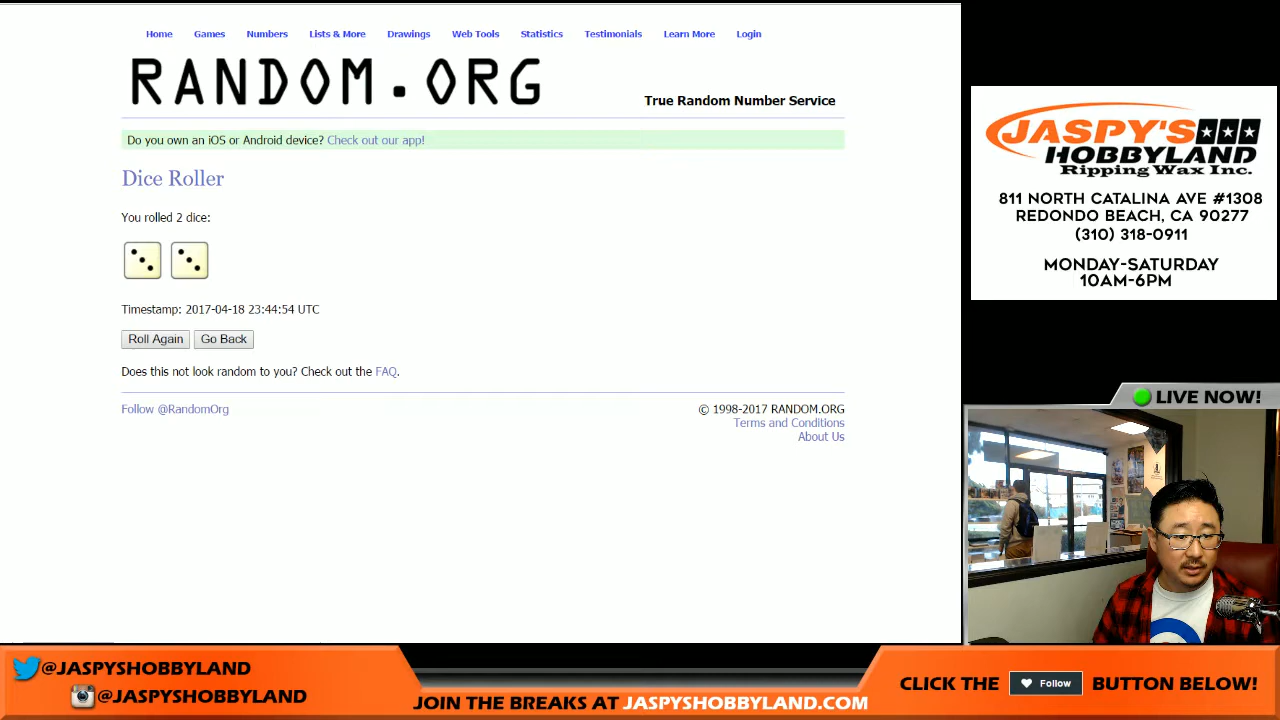 Home Games Numbers Lists & More Drawings Web Tools Statistics Testimonials Learn More Login
RANDOM.ORG
True Random Number Service
Do you own an iOS or Android device? Check out our app!
Dice Roller
You rolled 2 dice:
Timestamp: 2017-04-18 23:44:54 UTC
Roll Again Go Back
Does this not look random to you? Check out the FAQ.
Follow @RandomOrg
© 1998-2017 RANDOM.ORG
Terms and Conditions
About Us
JASPY'S
HOBBYLAND
Ripping Wax Inc.
811 NORTH CATALINA AVE #1308
REDONDO BEACH, CA 90277
(310) 318-0911
MONDAY-SATURDAY
10AM-6PM
LIVE NOW!
@JASPYSHOBBYLAND
@JASPYSHOBBYLAND
JOIN THE BREAKS AT JASPYSHOBBYLAND.COM
CLICK THE Follow BUTTON BELOW!